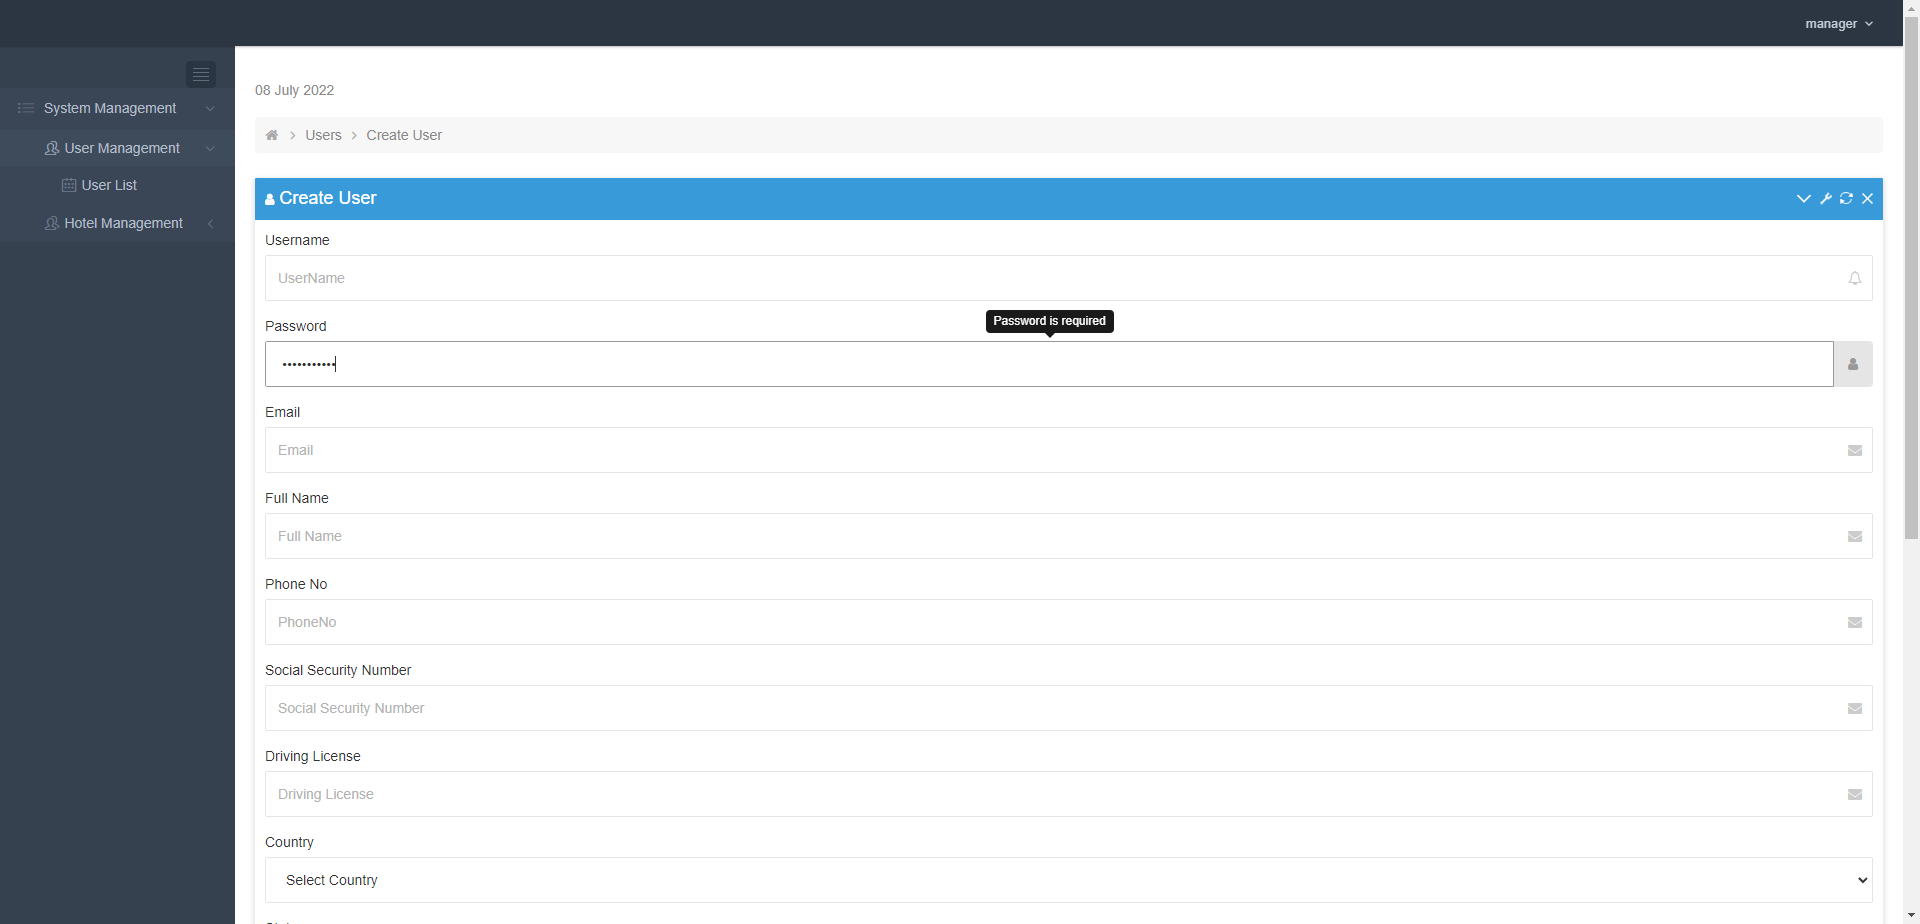 manager
System Management
User Management
User List
Hotel Management
08 July 2022
Users
Create User
Create User
Username
UserName
Password is required
Password
•••••••••••
Email
Email
Full Name
Full Name
Phone No
PhoneNo
Social Security Number
Social Security Number
Driving License
Driving License
Country
Select Country